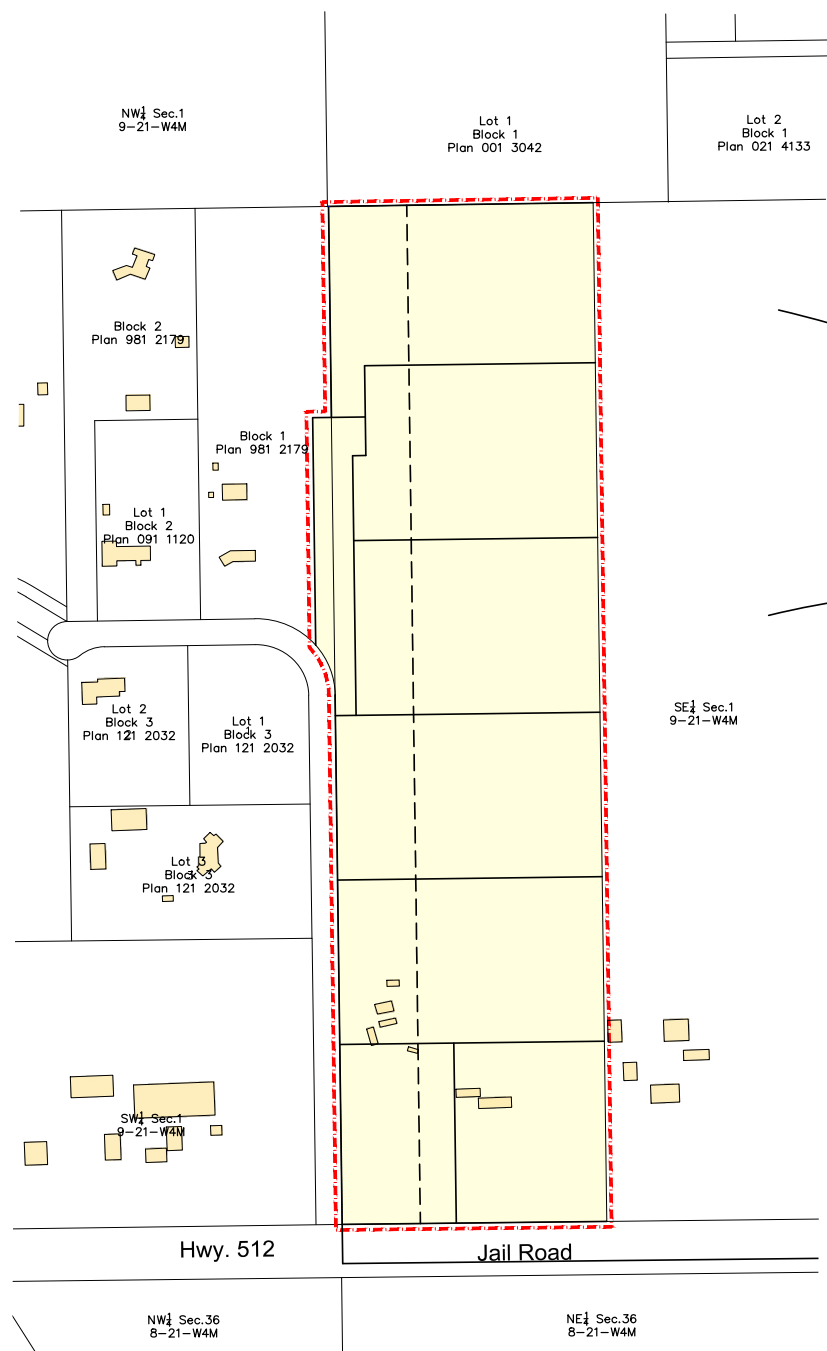 NW¼ Sec.1
9-21-W4M
Lot 1
Block 1
Plan 001 3042
Lot 2
Block 1
Plan 021 4133
Block 2
Plan 981 2179
Block 1
Plan 981 2179
Lot 1
Block 2
Plan 091 1120
Lot 2
Block 3
Plan 121 2032
2
Lot 1
Block 3
Plan 121 2032
1
SE¼ Sec.1
9-21-W4M
Lot 3
Block 3
Plan 121 2032
3
SW¼ Sec.1
9-21-W4M
Hwy. 512
Jail Road
NW¼ Sec.36
8-21-W4M
NE¼ Sec.36
8-21-W4M